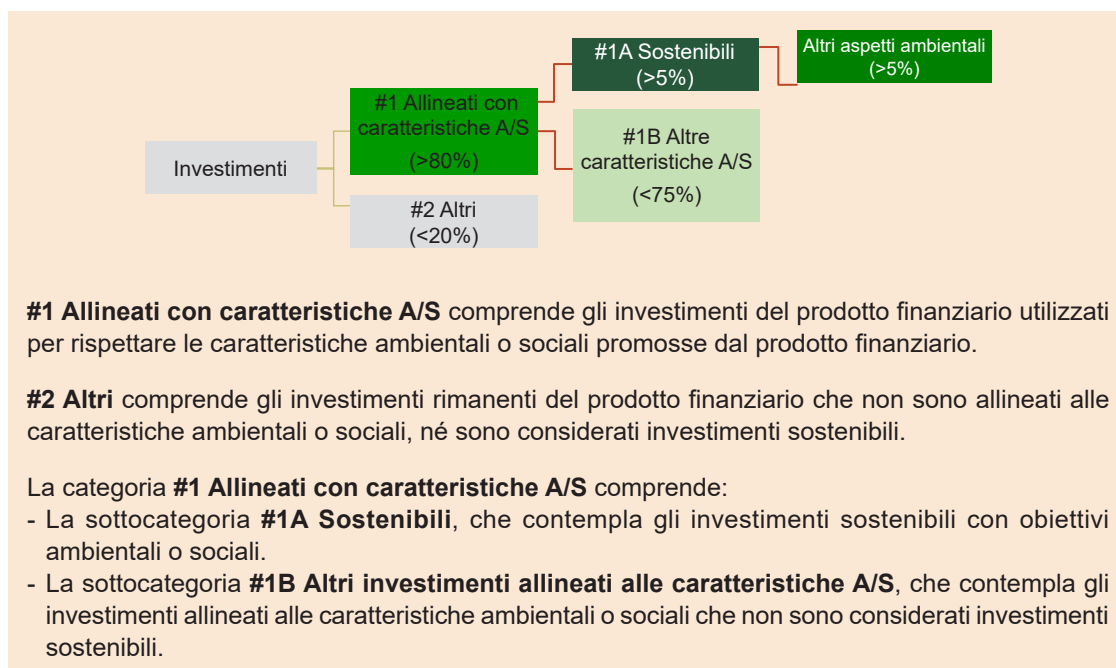 #1A Sostenibili
(>5%)
Altri aspetti ambientali
(>5%)
#1 Allineati con
caratteristiche A/S
(>80%)
#1B Altre
caratteristiche A/S
(<75%)
Investimenti
#2 Altri
(<20%)
#1 Allineati con caratteristiche A/S comprende gli investimenti del prodotto finanziario utilizzati
per rispettare le caratteristiche ambientali o sociali promosse dal prodotto finanziario.
#2 Altri comprende gli investimenti rimanenti del prodotto finanziario che non sono allineati alle
caratteristiche ambientali o sociali, né sono considerati investimenti sostenibili.
La categoria #1 Allineati con caratteristiche A/S comprende:
- La sottocategoria #1A Sostenibili, che contempla gli investimenti sostenibili con obiettivi
ambientali o sociali.
- La sottocategoria #1B Altri investimenti allineati alle caratteristiche A/S, che contempla gli
investimenti allineati alle caratteristiche ambientali o sociali che non sono considerati investimenti
sostenibili.